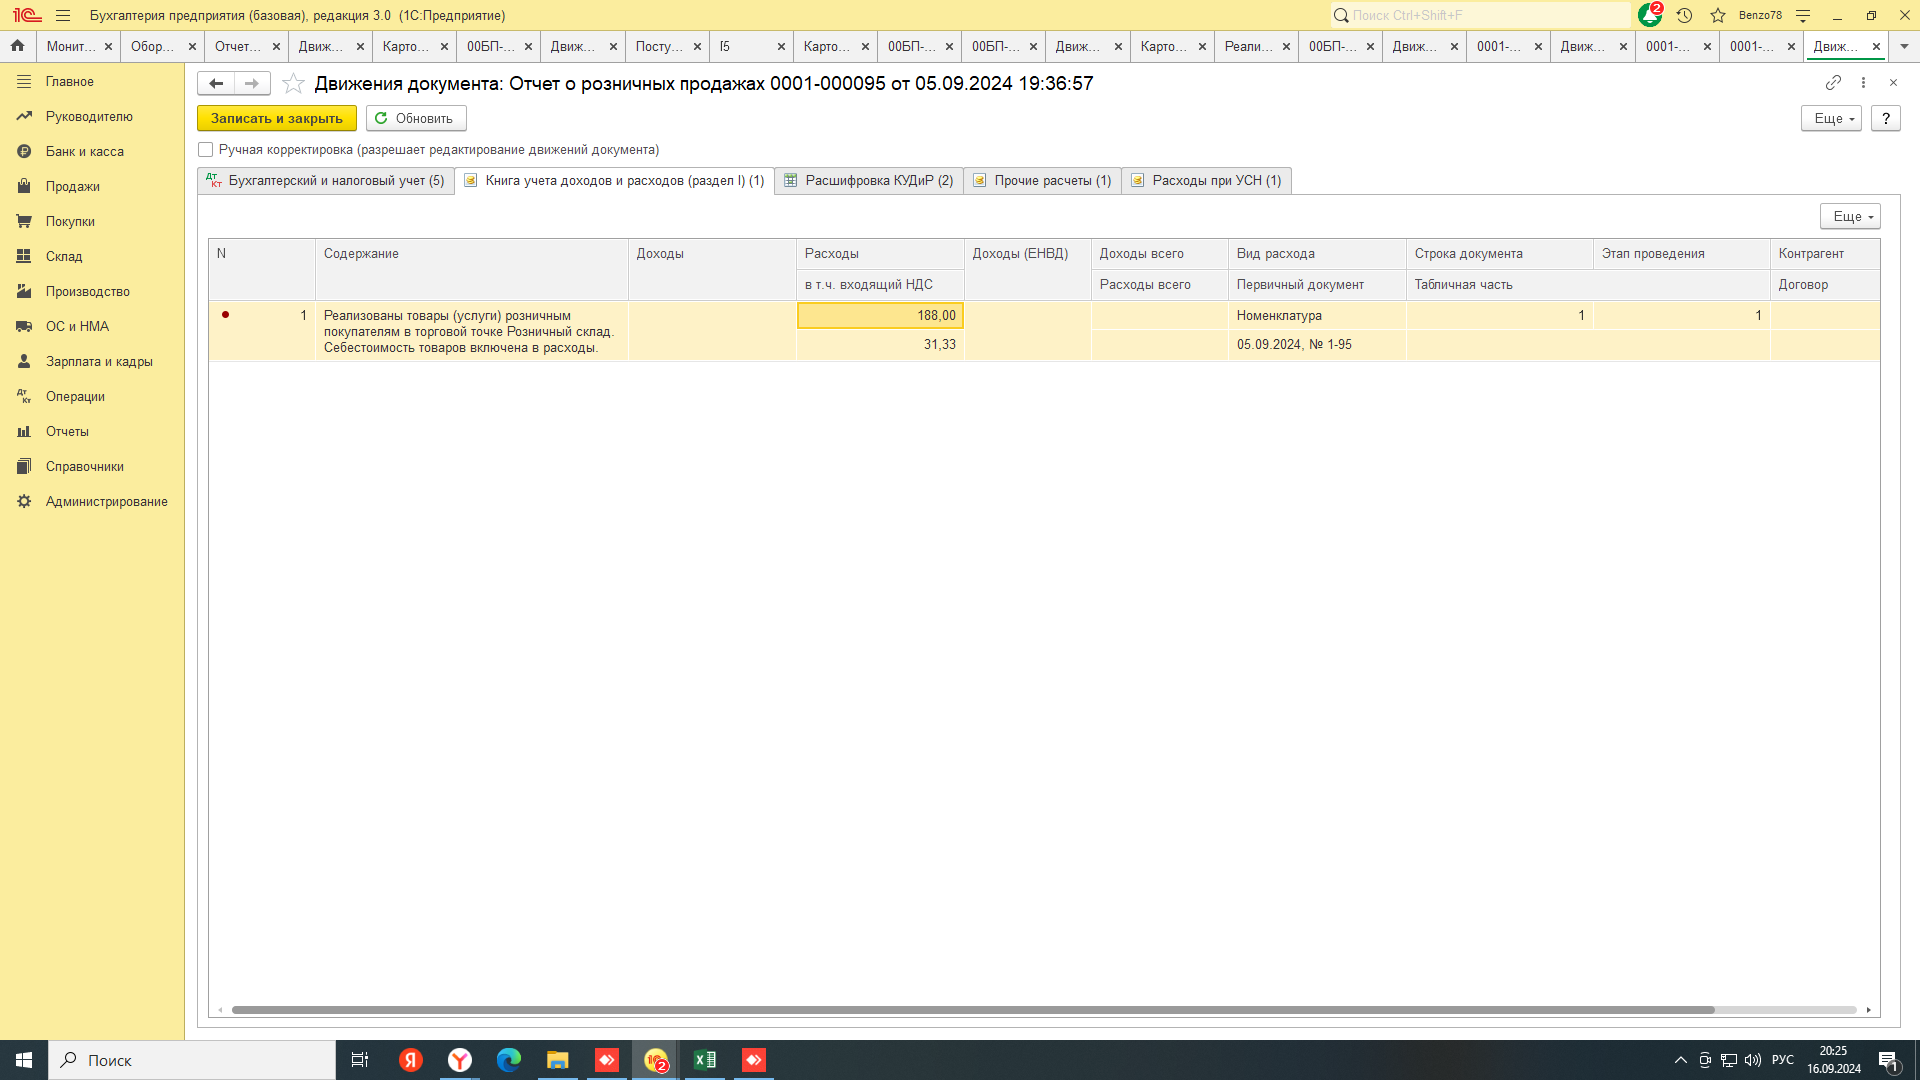 Бухгалтерия предприятия (базовая), редакция 3.0 (1С:Предприятие)
Поиск Ctrl+Shift+F
2
Benzo78
Монит...
Обор...
Отчет...
Движ...
Карто...
00БП-...
Движ...
Посту...
Карто...
00БП-...
00БП-...
Движ...
Карто...
Реали...
00БП-...
Движ...
0001-...
Движ...
0001-...
0001-...
Движ...
Главное
Руководителю
Банк и касса
Продажи
Покупки
Склад
Производство
ОС и НМА
Зарплата и кадры
Операции
Отчеты
Справочники
Администрирование
Движения документа: Отчет о розничных продажах 0001-000095 от 05.09.2024 19:36:57
Записать и закрыть
Обновить
Еще
?
Ручная корректировка (разрешает редактирование движений документа)
Бухгалтерский и налоговый учет (5)
Книга учета доходов и расходов (раздел I) (1)
Расшифровка КУДиР (2)
Прочие расчеты (1)
Расходы при УСН (1)
Еще
N Содержание Доходы Расходы Доходы (ЕНВД) Доходы всего Вид расхода Строка документа Этап проведения Контрагент
в т.ч. входящий НДС Расходы всего Первичный документ Табличная часть Договор
1 Реализованы товары (услуги) розничным 188,00 Номенклатура 1 1
покупателям в торговой точке Розничный склад.
Себестоимость товаров включена в расходы. 31,33 05.09.2024, № 1-95
Поиск
2
РУС
20:25
16.09.2024
1